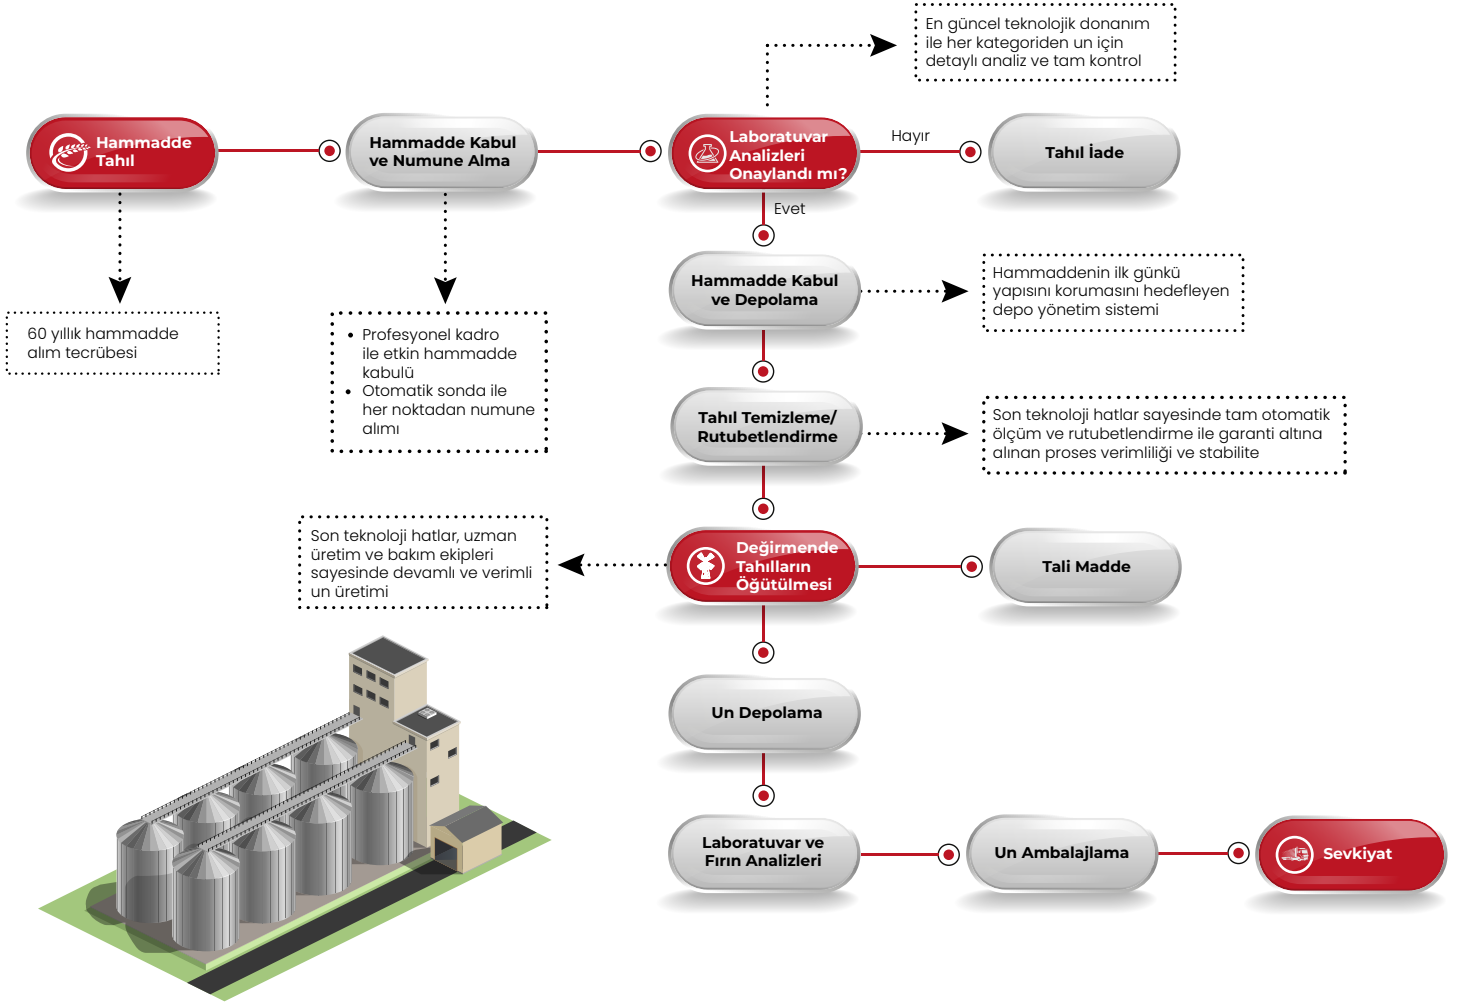 En güncel teknolojik donanım
ile her kategoriden un için
detaylı analiz ve tam kontrol
Hammadde
Tahıl
Hammadde Kabul
ve Numune Alma
Laboratuvar
Analizleri
Onaylandı mı?
Hayır
Tahıl İade
Evet
60 yıllık hammadde
alım tecrübesi
• Profesyonel kadro
ile etkin hammadde
kabulü
• Otomatik sonda ile
her noktadan numune
alımı
Hammadde Kabul
ve Depolama
Hammaddenin ilk günkü
yapısını korumasını hedefleyen
depo yönetim sistemi
Tahıl Temizleme/
Rutubetlendirme
Son teknoloji hatlar sayesinde tam otomatik
ölçüm ve rutubetlendirme ile garanti altına
alınan proses verimliliği ve stabilite
Son teknoloji hatlar, uzman
üretim ve bakım ekipleri
sayesinde devamlı ve verimli
un üretimi
Değirmende
Tahılların
Öğütülmesi
Tali Madde
Un Depolama
Laboratuvar ve
Fırın Analizleri
Un Ambalajlama
Sevkiyat